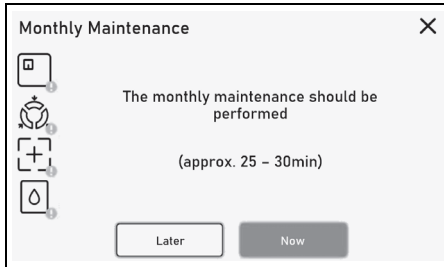 Monthly Maintenance
The monthly maintenance should be
performed
(approx. 25 – 30min)
Later
Now